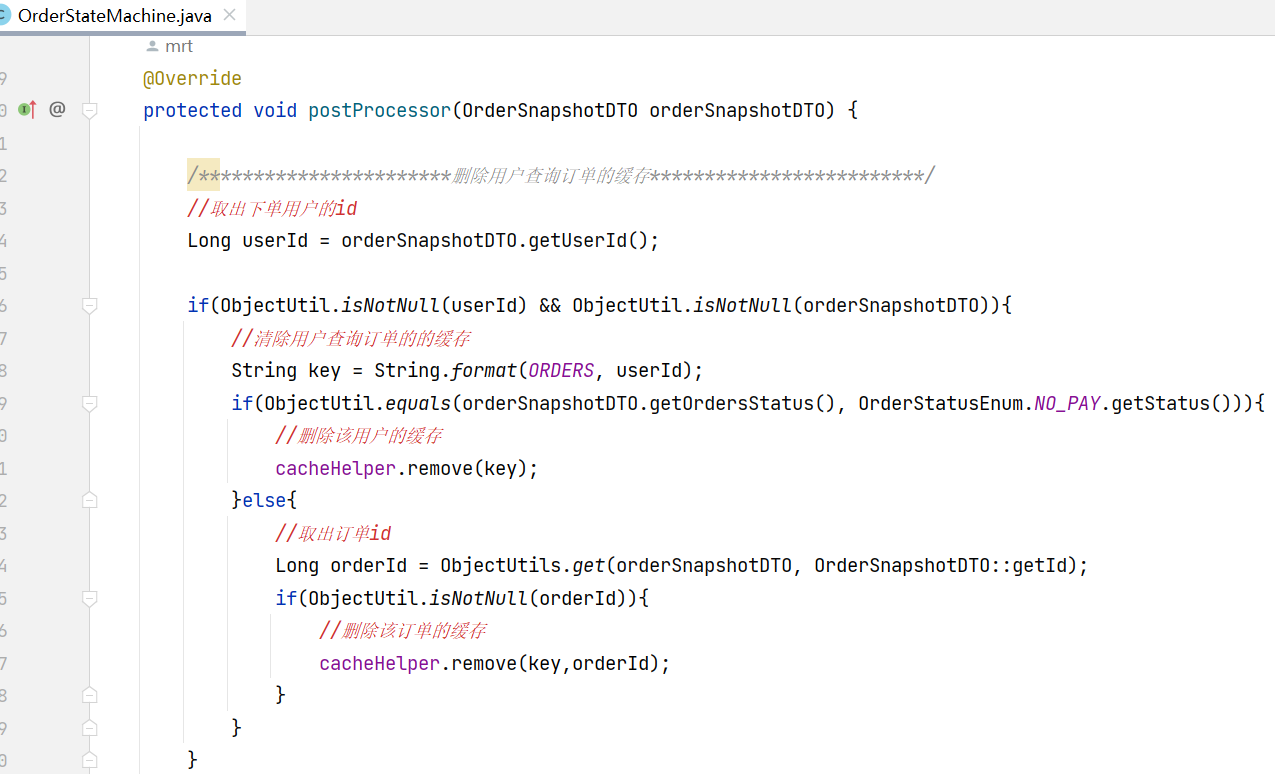 OrderStateMachine.java
mrt
9 @Override
0 @ protected void postProcessor(OrderSnapshotDTO orderSnapshotDTO) {
1
2 /************************删除用户查询订单的缓存*************************/
3 //取出下单用户的id
4 Long userId = orderSnapshotDTO.getUserId();
5
6 if(ObjectUtil.isNotNull(userId) && ObjectUtil.isNotNull(orderSnapshotDTO)){
7 //清除用户查询订单的的缓存
8 String key = String.format(ORDERS, userId);
9 if(ObjectUtil.equals(orderSnapshotDTO.getOrdersStatus(), OrderStatusEnum.NO_PAY.getStatus())){
0 //删除该用户的缓存
1 cacheHelper.remove(key);
2 }else{
3 //取出订单id
4 Long orderId = ObjectUtils.get(orderSnapshotDTO, OrderSnapshotDTO::getId);
5 if(ObjectUtil.isNotNull(orderId)){
6 //删除该订单的缓存
7 cacheHelper.remove(key,orderId);
8 }
9 }
0 }